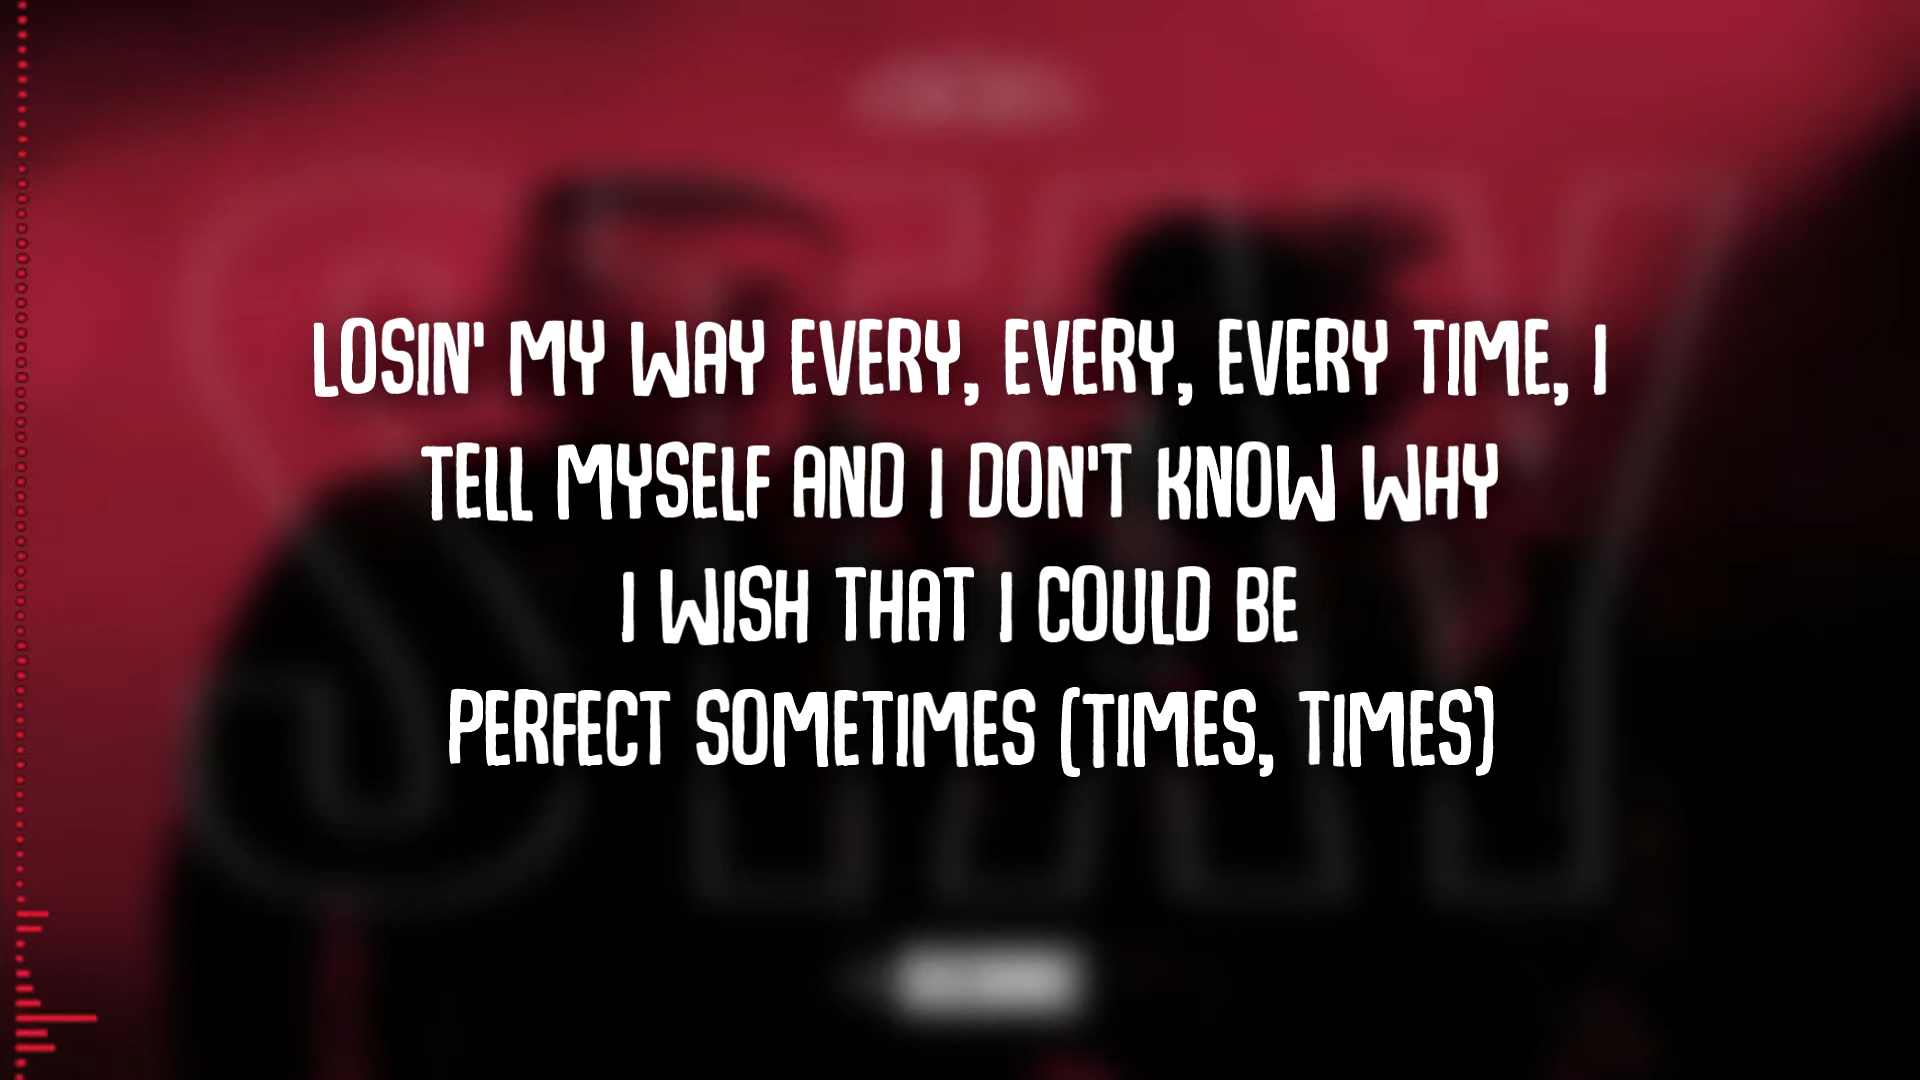 LOSIN' MY WAY EVERY, EVERY, EVERY TIME, I
TELL MYSELF AND I DON'T KNOW WHY
I WISH THAT I COULD BE
PERFECT SOMETIMES (TIMES, TIMES)